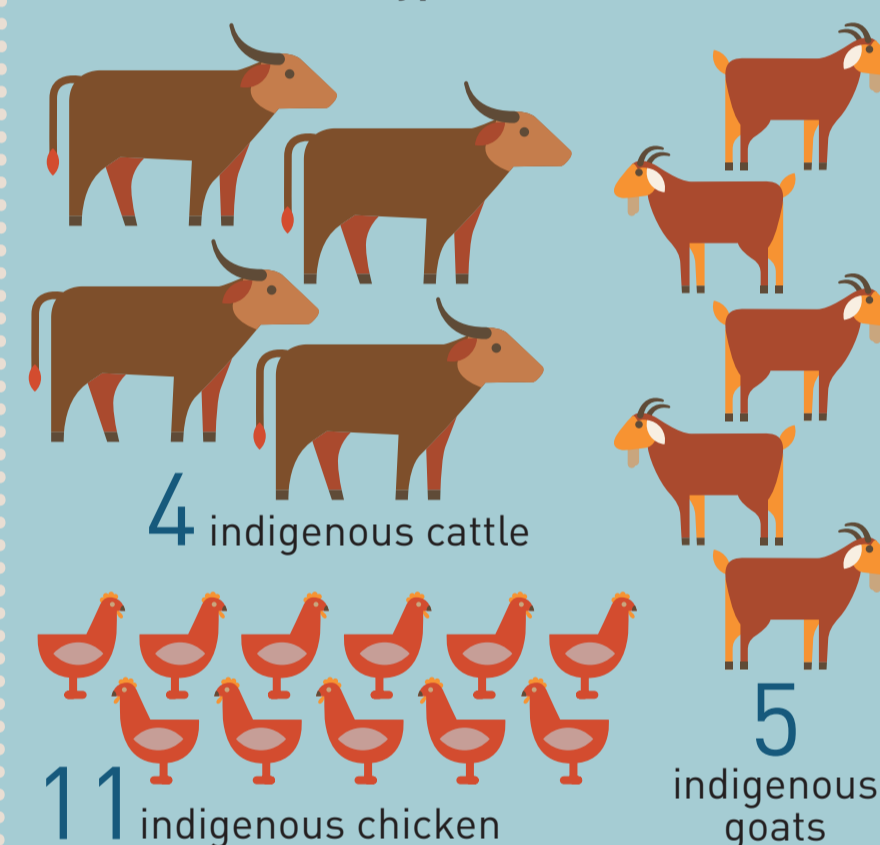 4 indigenous cattle
11 indigenous chicken
5
indigenous
goats